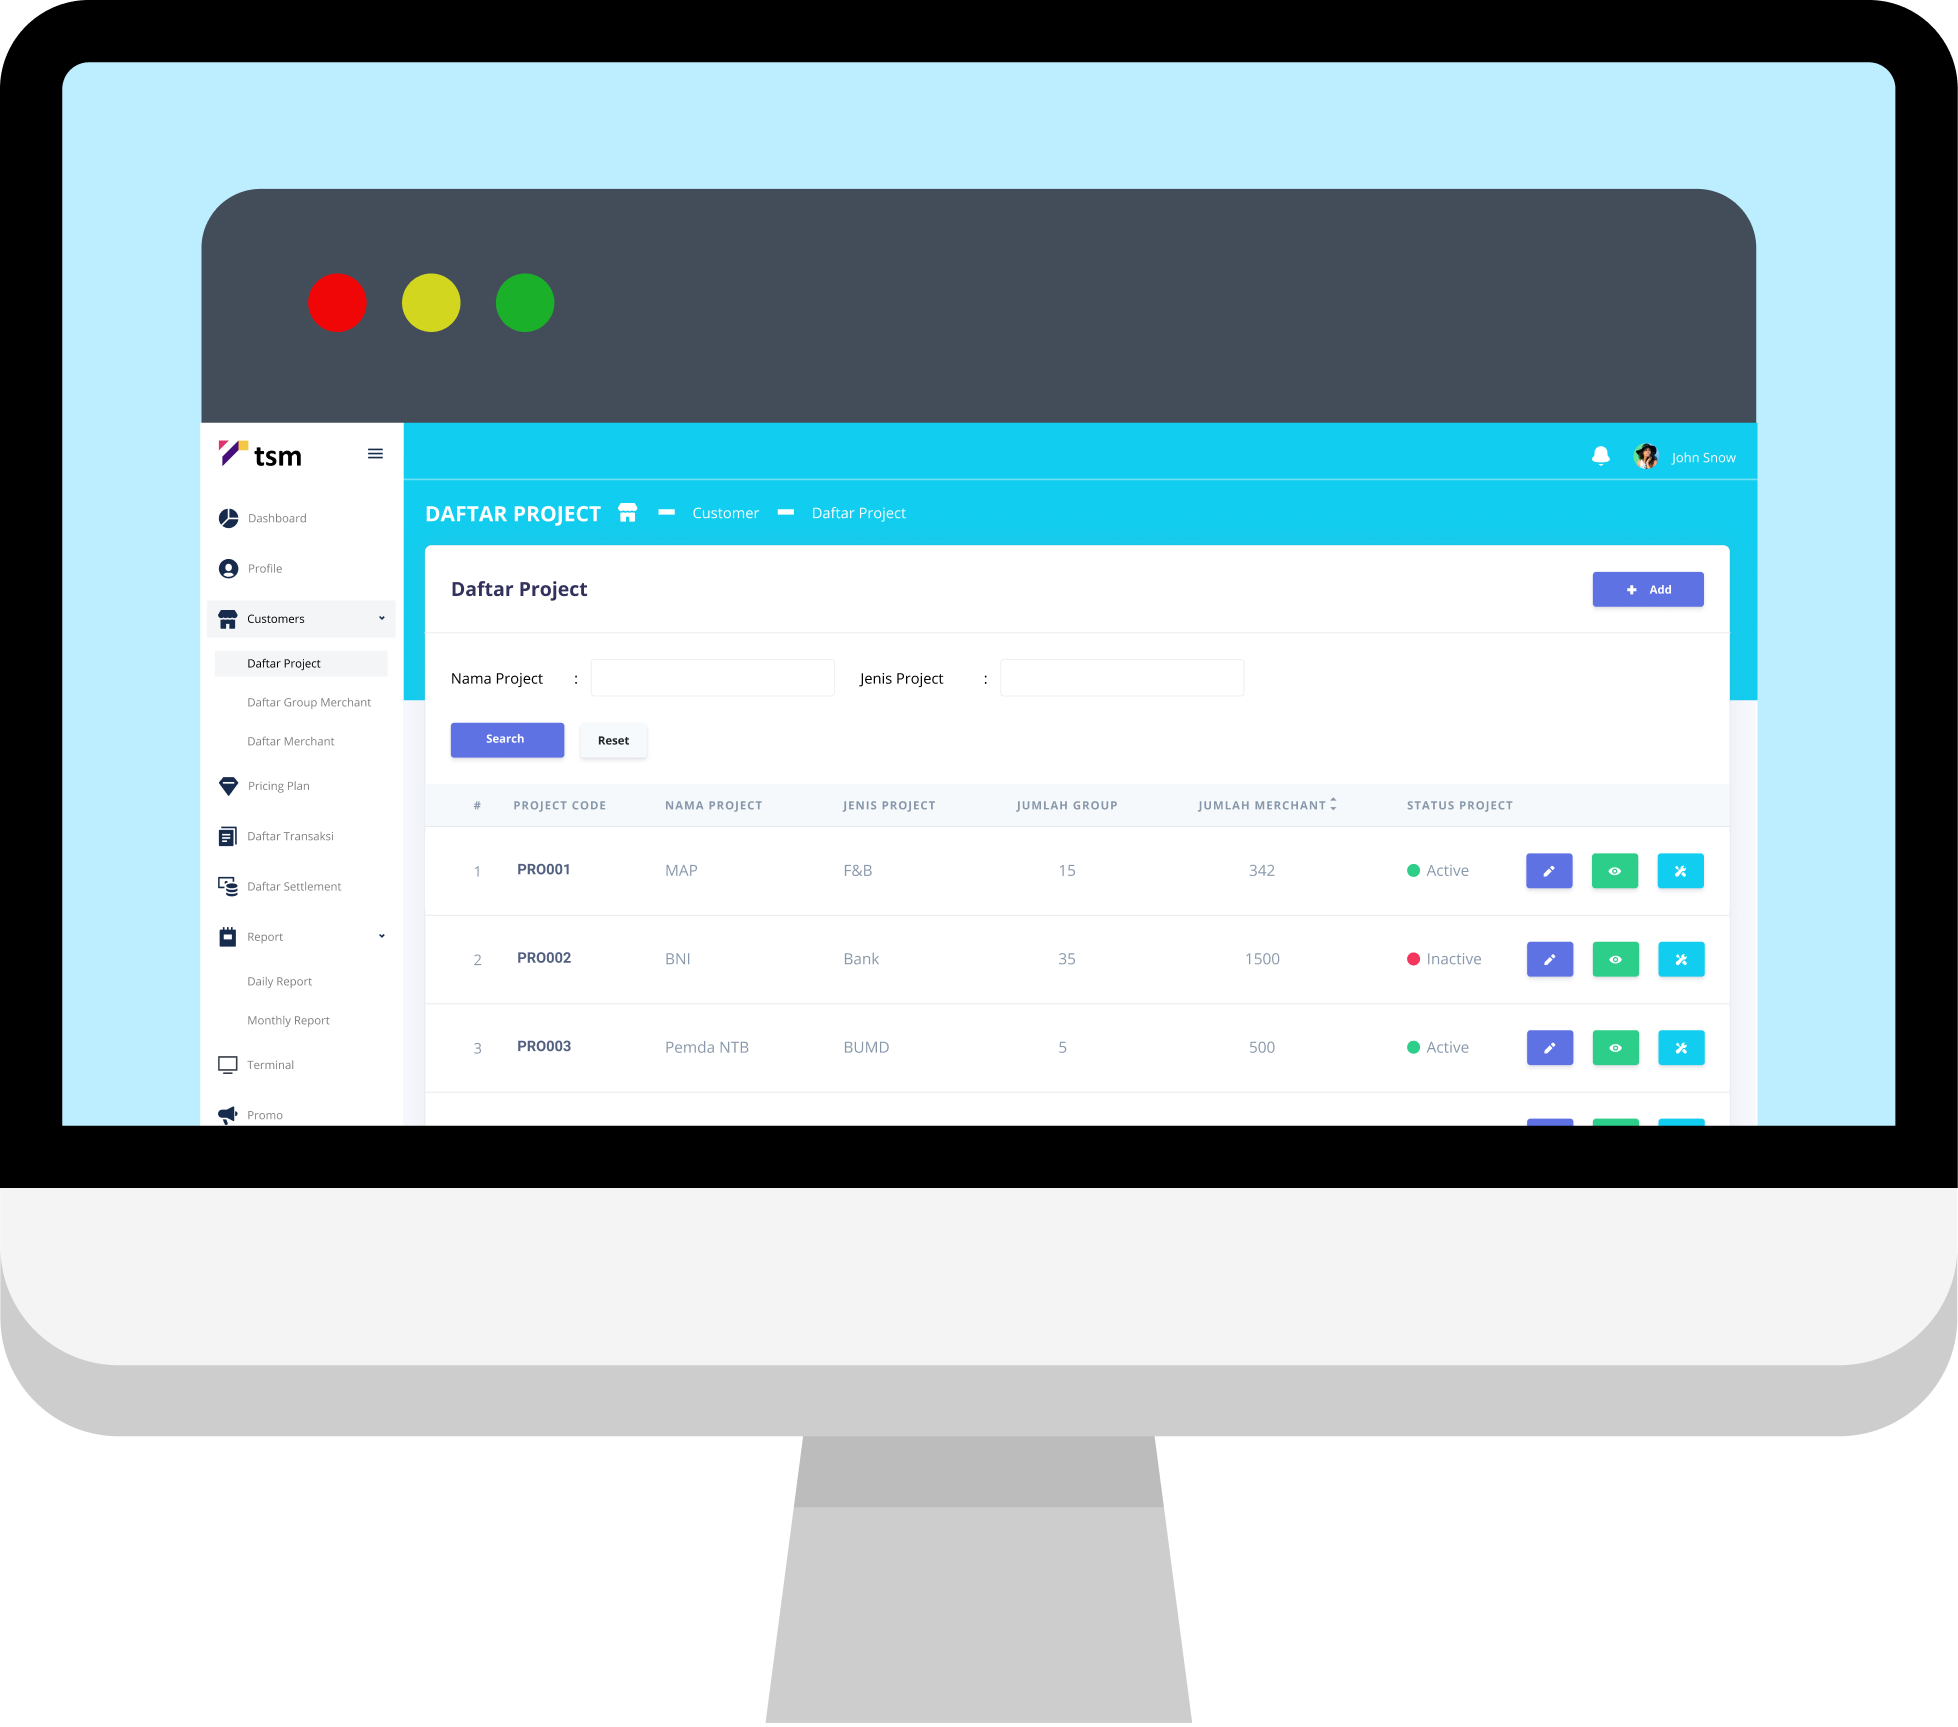 tsm
John Snow
DAFTAR PROJECT Customer Daftar Project
Dashboard
Profile
Customers
Daftar Project
Daftar Group Merchant
Daftar Merchant
Pricing Plan
Daftar Transaksi
Daftar Settlement
Report
Daily Report
Monthly Report
Terminal
Promo
Daftar Project
Add
Nama Project : Jenis Project :
Search Reset
# PROJECT CODE NAMA PROJECT JENIS PROJECT JUMLAH GROUP JUMLAH MERCHANT STATUS PROJECT
1 PRO001 MAP F&B 15 342 Active
2 PRO002 BNI Bank 35 1500 Inactive
3 PRO003 Pemda NTB BUMD 5 500 Active